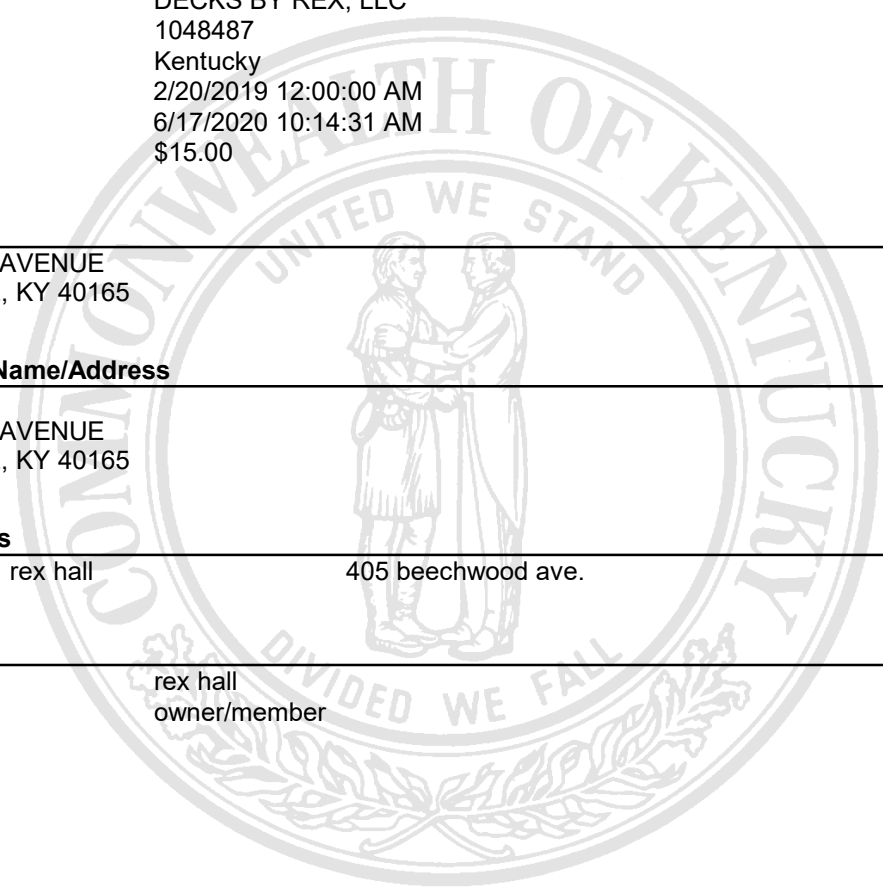 DECKS BY REX, LLC
1048487
Kentucky
2/20/2019 12:00:00 AM
6/17/2020 10:14:31 AM
$15.00
AVENUE
, KY 40165
Name/Address
AVENUE
, KY 40165
s
rex hall 405 beechwood ave.
rex hall
owner/member
COMMONWEALTH OF KENTUCKY
UNITED WE STAND
DIVIDED WE FALL